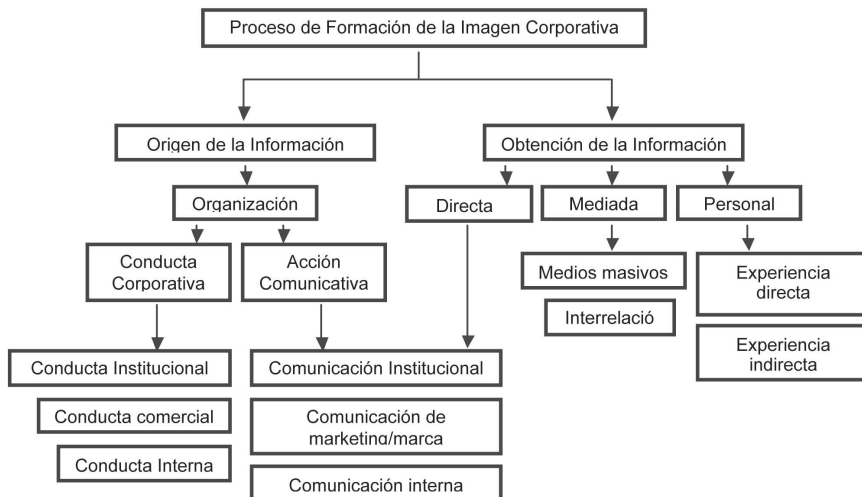 Proceso de Formación de la Imagen Corporativa
Origen de la Información
Obtención de la Información
Organización
Directa
Mediada
Personal
Conducta
Corporativa
Acción
Comunicativa
Medios masivos
Experiencia
directa
Interrelació
Experiencia
indirecta
Conducta Institucional
Comunicación Institucional
Conducta comercial
Comunicación de
marketing/marca
Conducta Interna
Comunicación interna